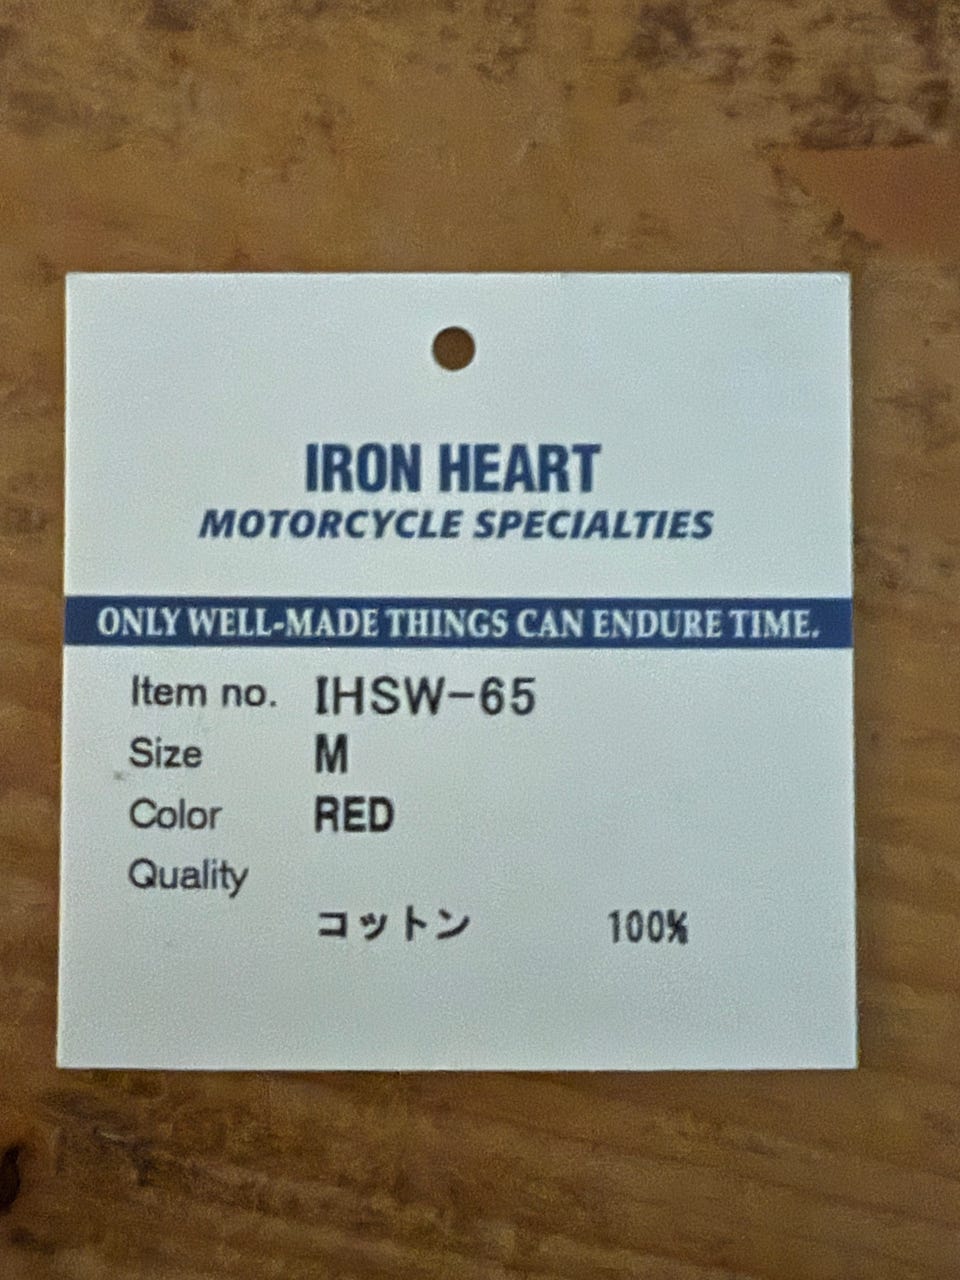 IRON HEART
MOTORCYCLE SPECIALTIES
ONLY WELL-MADE THINGS CAN ENDURE TIME.
Item no. IHSW-65
Size M
Color RED
Quality
コットン 100%